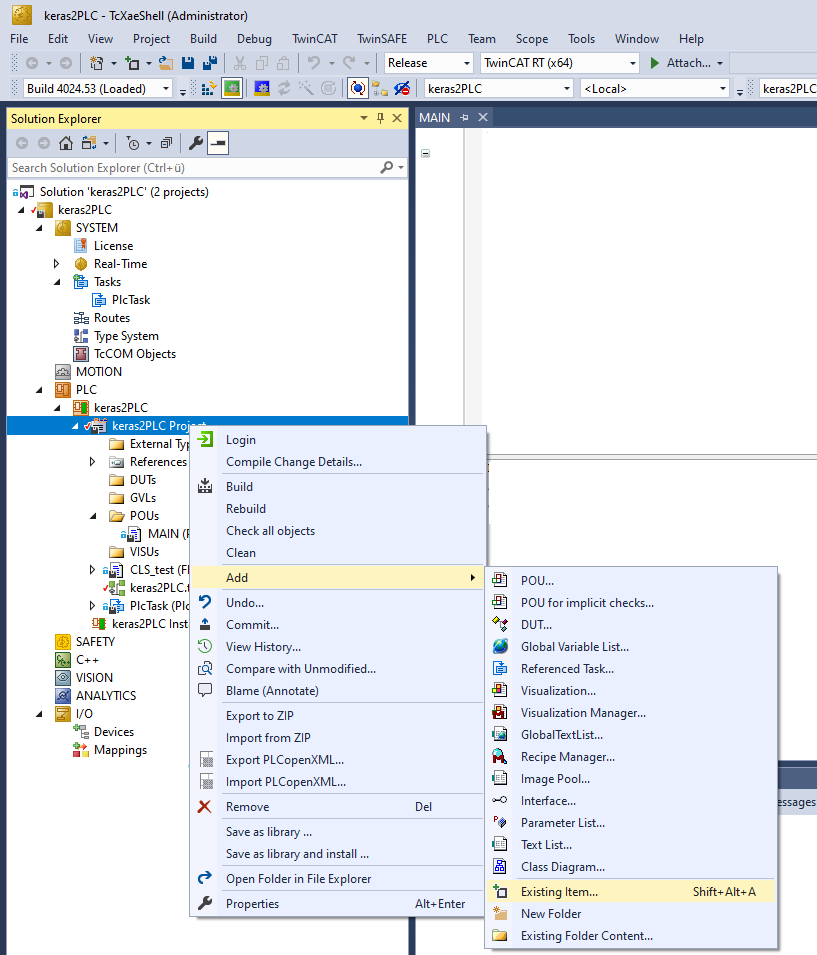 keras2PLC - TcXaeShell (Administrator)
File Edit View Project Build Debug TwinCAT TwinSAFE PLC Team Scope Tools Window Help
Release TwinCAT RT (x64) Attach...
Build 4024.53 (Loaded) keras2PLC <Local> keras2PLC
Solution Explorer
MAIN
Search Solution Explorer (Ctrl+ü)
Solution 'keras2PLC' (2 projects)
keras2PLC
SYSTEM
License
Real-Time
Tasks
PlcTask
Routes
Type System
TcCOM Objects
MOTION
PLC
keras2PLC
keras2PLC Project
External Typ
References
DUTs
GVLs
POUs
MAIN (P
VISUs
CLS_test (F
keras2PLC.t
PlcTask (Plc
keras2PLC Inst
SAFETY
C++
VISION
ANALYTICS
I/O
Devices
Mappings
Login
Compile Change Details...
Build
Rebuild
Check all objects
Clean
Add
Undo...
Commit...
View History...
Compare with Unmodified...
Blame (Annotate)
Export to ZIP
Import from ZIP
Export PLCopenXML...
Import PLCopenXML...
Remove Del
Save as library ...
Save as library and install ...
Open Folder in File Explorer
Properties Alt+Enter
POU...
POU for implicit checks...
DUT...
Global Variable List...
Referenced Task...
Visualization...
Visualization Manager...
GlobalTextList...
Recipe Manager...
Image Pool...
Interface...
Parameter List...
Text List...
Class Diagram...
Existing Item... Shift+Alt+A
New Folder
Existing Folder Content...
essages